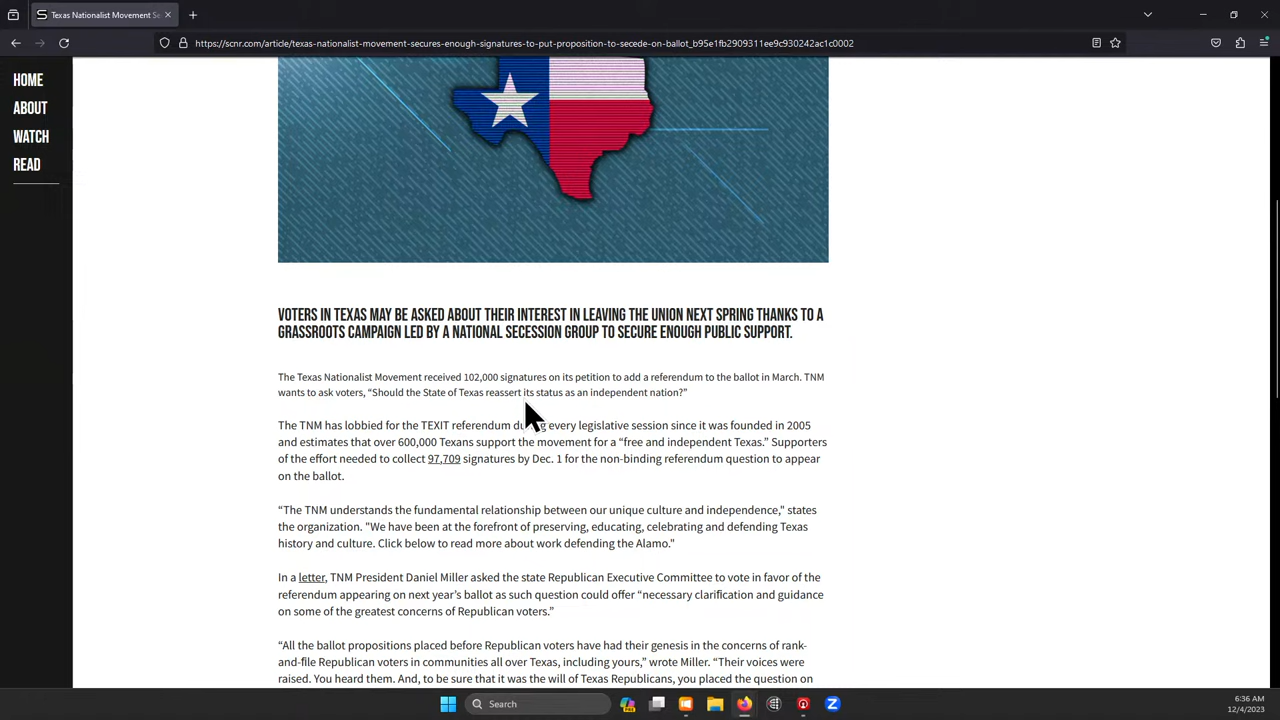 Texas Nationalist Movement Se
https://scnr.com/article/texas-nationalist-movement-secures-enough-signatures-to-put-proposition-to-secede-on-ballot_b95e1fb2909311ee9c930242ac1c0002
HOME
ABOUT
WATCH
READ
VOTERS IN TEXAS MAY BE ASKED ABOUT THEIR INTEREST IN LEAVING THE UNION NEXT SPRING THANKS TO A
GRASSROOTS CAMPAIGN LED BY A NATIONAL SECESSION GROUP TO SECURE ENOUGH PUBLIC SUPPORT.
The Texas Nationalist Movement received 102,000 signatures on its petition to add a referendum to the ballot in March. TNM
wants to ask voters, “Should the State of Texas reassert its status as an independent nation?”
The TNM has lobbied for the TEXIT referendum during every legislative session since it was founded in 2005
and estimates that over 600,000 Texans support the movement for a “free and independent Texas.” Supporters
of the effort needed to collect 97,709 signatures by Dec. 1 for the non-binding referendum question to appear
on the ballot.
“The TNM understands the fundamental relationship between our unique culture and independence," states
the organization. "We have been at the forefront of preserving, educating, celebrating and defending Texas
history and culture. Click below to read more about work defending the Alamo."
In a letter, TNM President Daniel Miller asked the state Republican Executive Committee to vote in favor of the
referendum appearing on next year’s ballot as such question could offer “necessary clarification and guidance
on some of the greatest concerns of Republican voters.”
“All the ballot propositions placed before Republican voters have had their genesis in the concerns of rank-
and-file Republican voters in communities all over Texas, including yours,” wrote Miller. “Their voices were
raised. You heard them. And, to be sure that it was the will of Texas Republicans, you placed the question on
Search
6:36 AM
12/4/2023